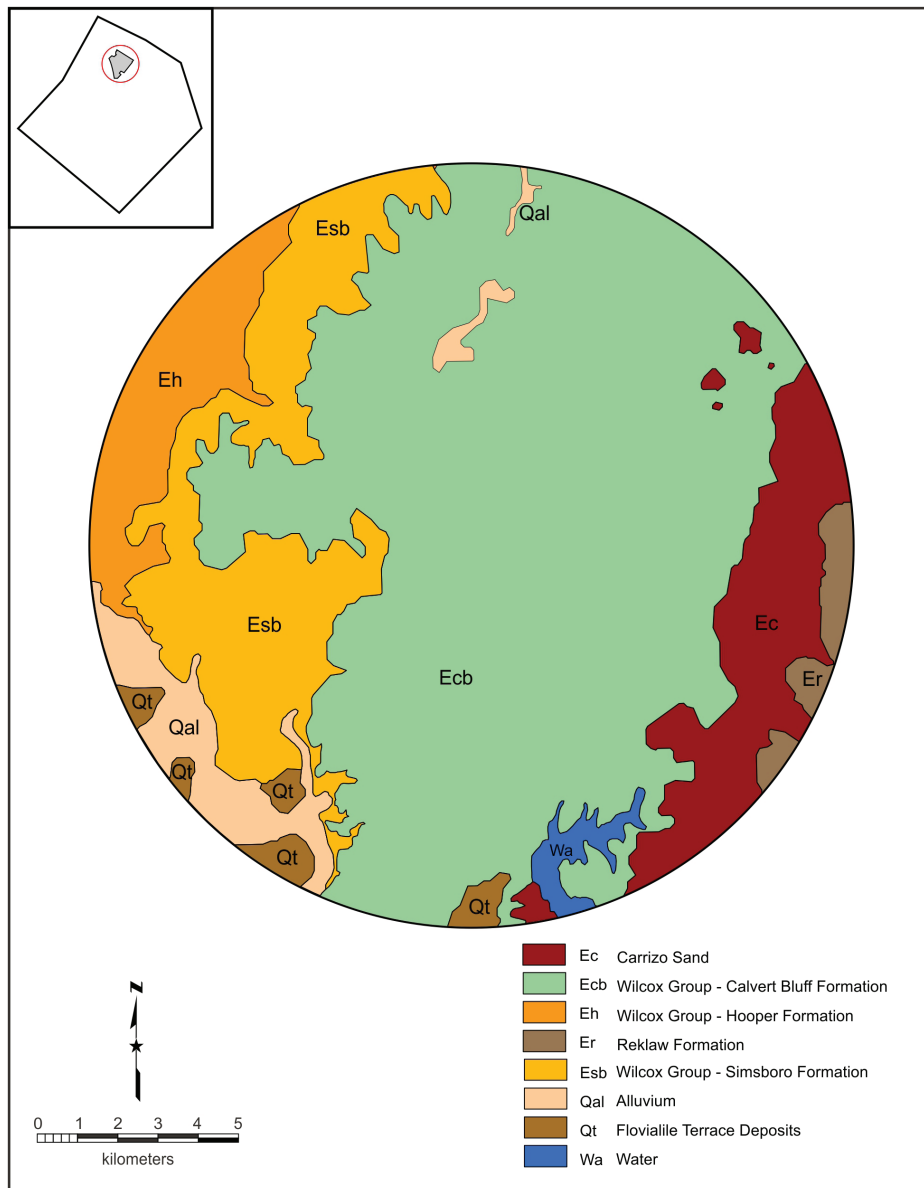 Esb
Qal
Eh
Esb
Ec
Ecb
Er
Qt
Qal
Qt
Qt
Wa
Qt
Qt
Ec Carrizo Sand
Ecb Wilcox Group - Calvert Bluff Formation
Eh Wilcox Group - Hooper Formation
Er Reklaw Formation
Esb Wilcox Group - Simsboro Formation
Qal Alluvium
Qt Flovialile Terrace Deposits
Wa Water
N
0 1 2 3 4 5
kilometers